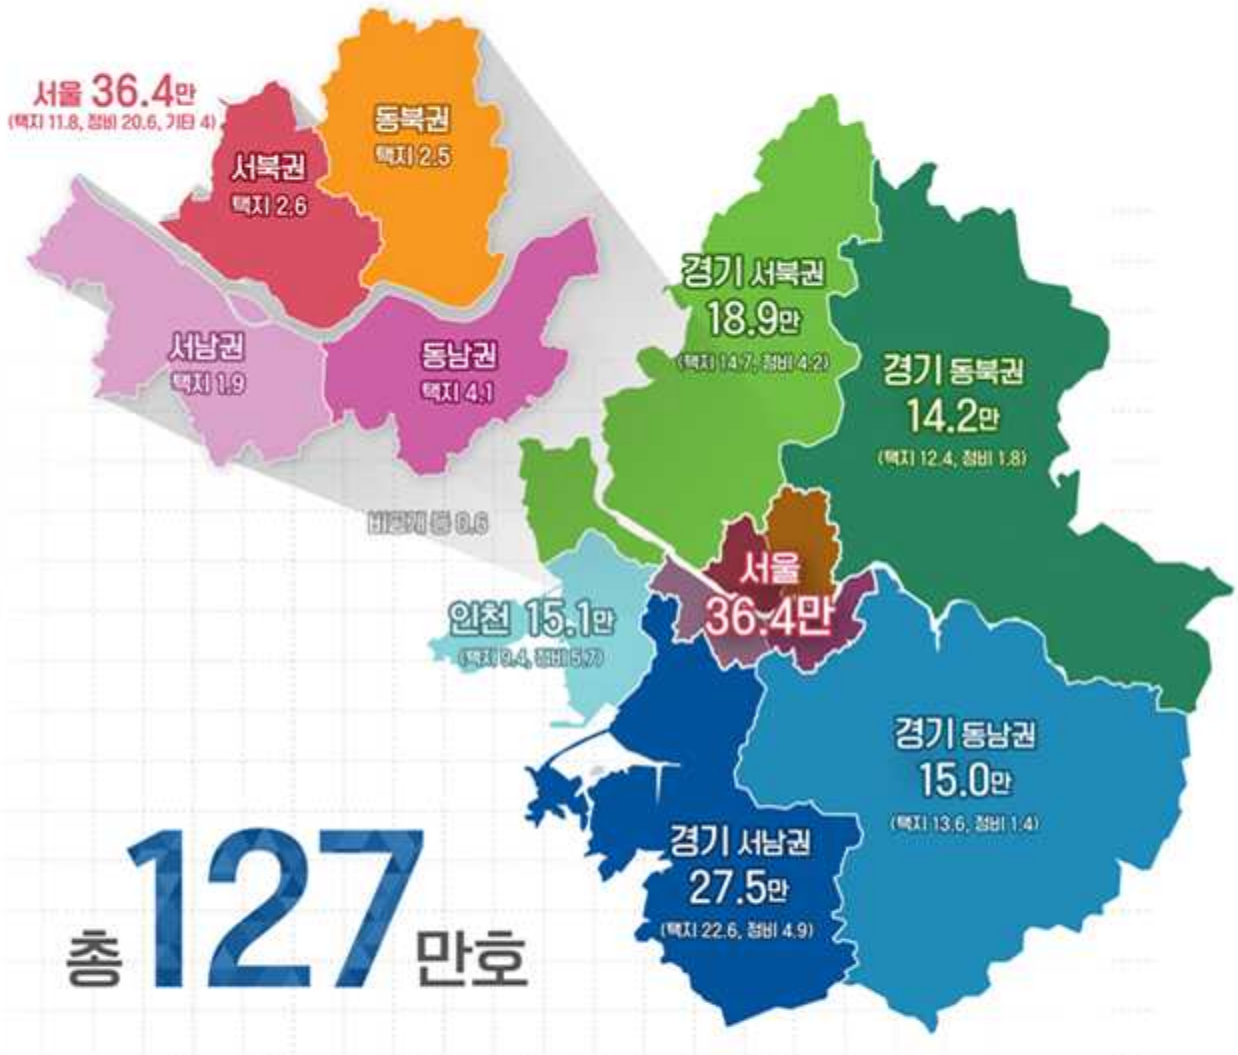 서울 36.4만
(택지 11.8, 정비 20.6, 기타 4)
동북권
택지 2.5
서북권
택지 2.6
서남권
택지 1.9
동남권
택지 4.1
비공개 등 0.6
경기 서북권
18.9만
(택지 14.7, 정비 4.2)
경기 동북권
14.2만
(택지 12.4, 정비 1.8)
서울
36.4만
인천 15.1만
(택지 9.4, 정비 5.7)
경기 동남권
15.0만
(택지 13.6, 정비 1.4)
경기 서남권
27.5만
(택지 22.6, 정비 4.9)
총 127 만호